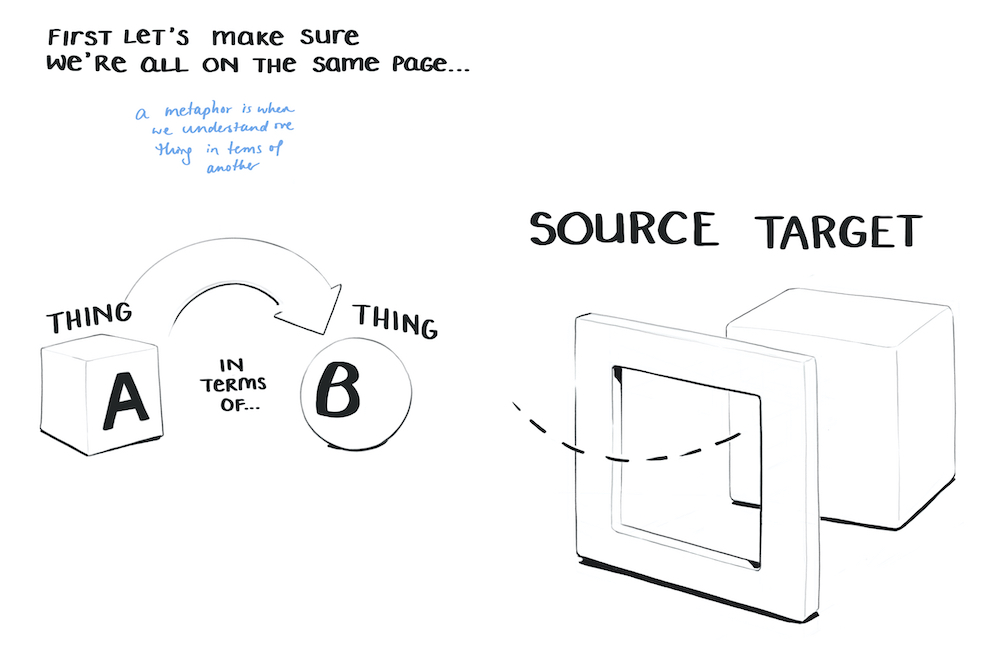 FIRST LET'S make sure
WE'RE ALL ON THE same PAGE...
a metaphor is when
we understand one
thing in tems of
another
THING
A
IN
TERMS
OF...
THING
B
SOURCE TARGET